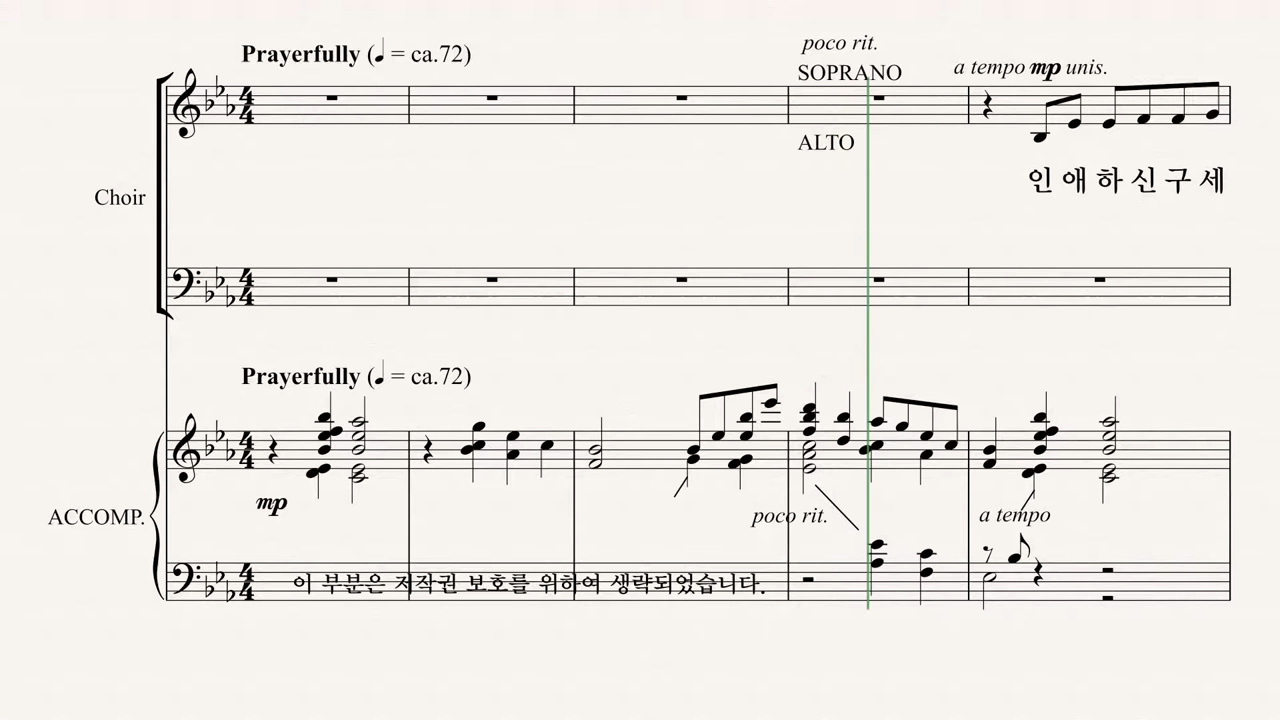 poco rit.
Prayerfully (♩ = ca.72)
SOPRANO
a tempo mp unis.
ALTO
인 애 하 신 구 세
Choir
Prayerfully (♩ = ca.72)
mp
ACCOMP.
poco rit.
a tempo
이 부분은 저작권 보호를 위하여 생략되었습니다.